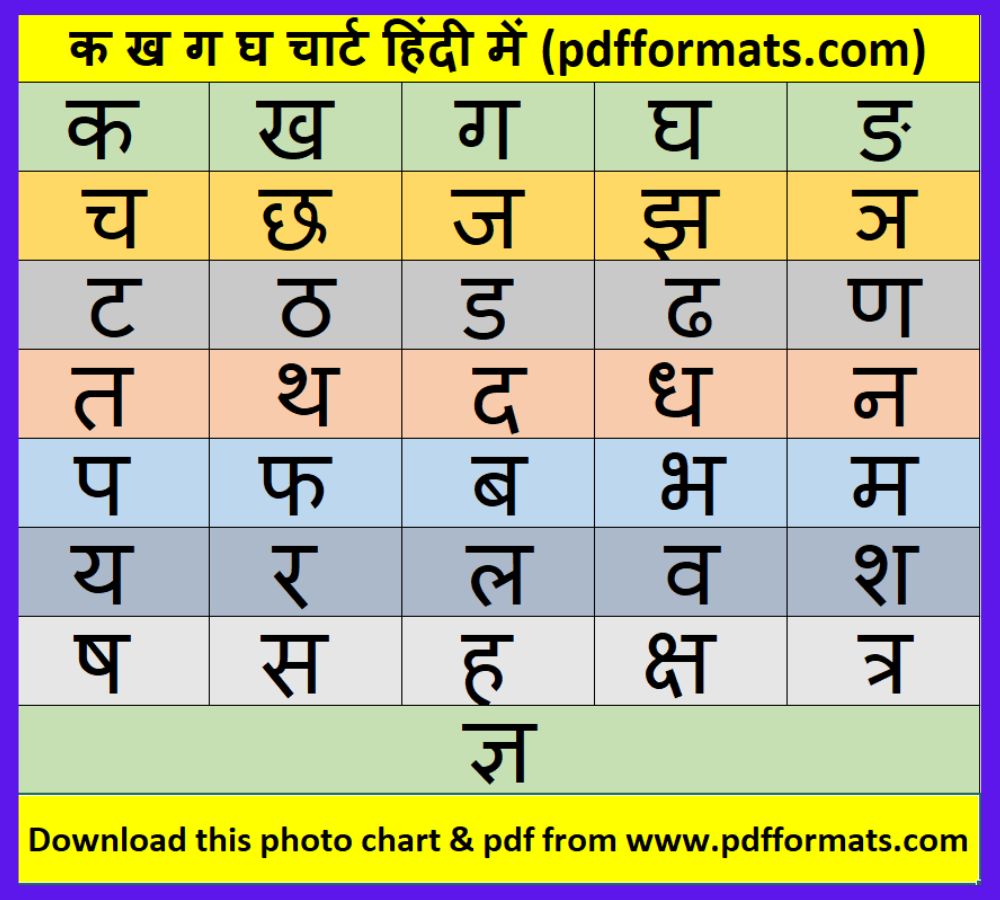 क ख ग घ चार्ट हिंदी में (pdfformats.com)
क ख ग घ ङ
च छ ज झ ञ
ट ठ ड ढ ण
त थ द ध न
प फ ब भ म
य र ल व श
ष स ह क्ष त्र
ज्ञ
Download this photo chart & pdf from www.pdfformats.com